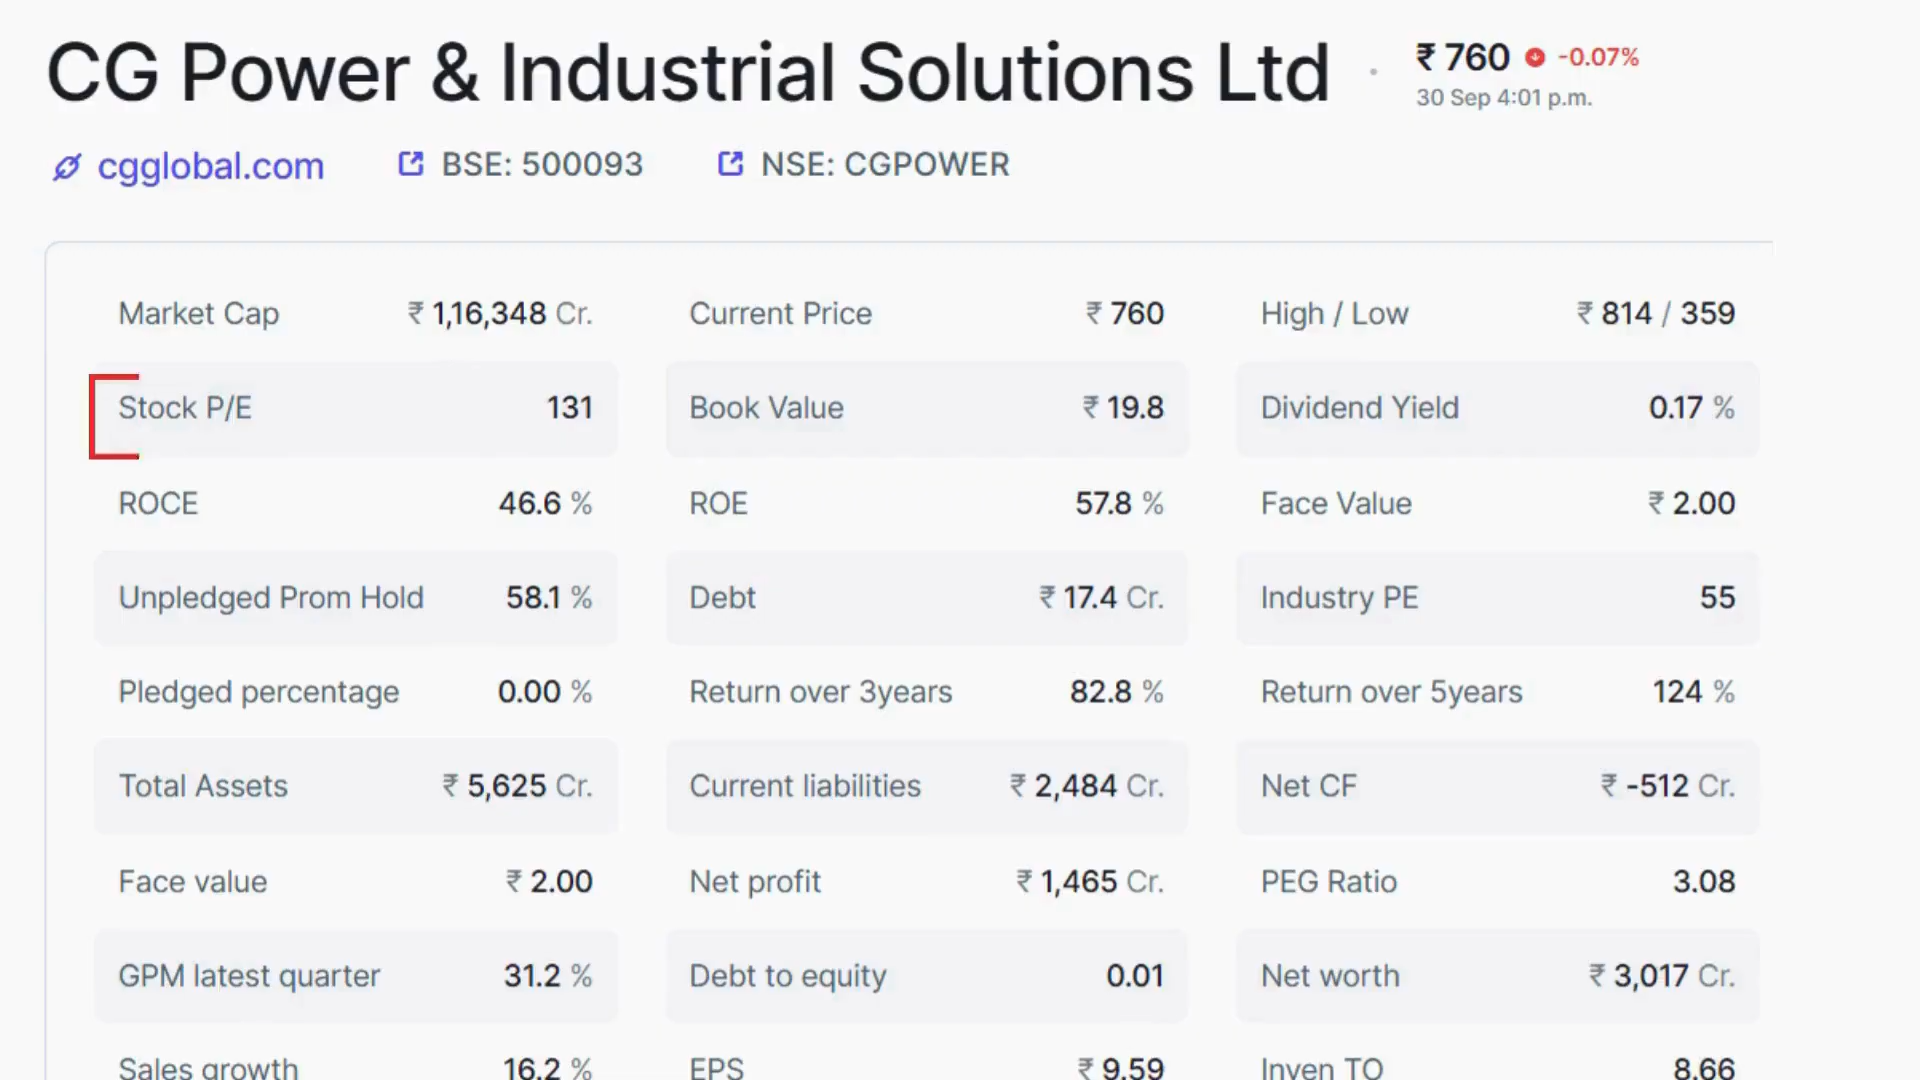 CG Power & Industrial Solutions Ltd · ₹ 760 -0.07%
30 Sep 4:01 p.m.
cgglobal.com BSE: 500093 NSE: CGPOWER
Market Cap ₹ 1,16,348 Cr. Current Price ₹ 760 High / Low ₹ 814 / 359
Stock P/E 131 Book Value ₹ 19.8 Dividend Yield 0.17 %
ROCE 46.6 % ROE 57.8 % Face Value ₹ 2.00
Unpledged Prom Hold 58.1 % Debt ₹ 17.4 Cr. Industry PE 55
Pledged percentage 0.00 % Return over 3years 82.8 % Return over 5years 124 %
Total Assets ₹ 5,625 Cr. Current liabilities ₹ 2,484 Cr. Net CF ₹ -512 Cr.
Face value ₹ 2.00 Net profit ₹ 1,465 Cr. PEG Ratio 3.08
GPM latest quarter 31.2 % Debt to equity 0.01 Net worth ₹ 3,017 Cr.
Sales growth 16.2 % EPS ₹ 9.59 Inven TO 8.66